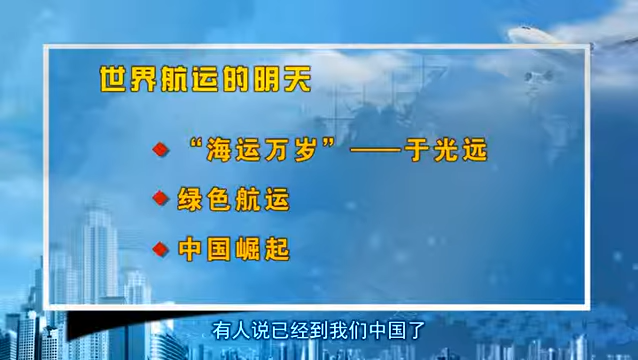 世界航运的明天
“海运万岁”——于光远
绿色航运
中国崛起
有人说已经到我们中国了